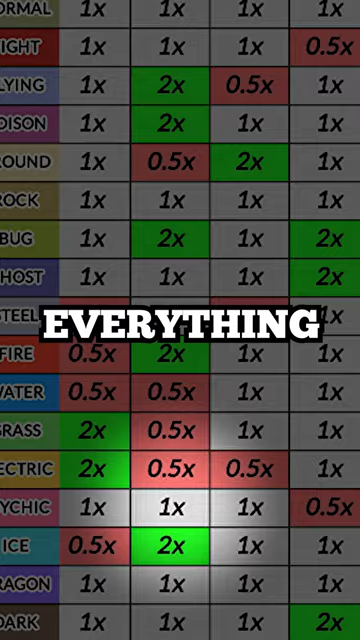 ORMAL 1x 1x 1x 1x
IGHT 1x 1x 1x 0.5x
LYING 1x 2x 0.5x 1x
OISON 1x 2x 1x 1x
ROUND 1x 0.5x 2x 1x
ROCK 1x 1x 1x 1x
BUG 1x 2x 1x 2x
HOST 1x 1x 1x 2x
STEEL 1x
EVERYTHING
FIRE 0.5x 2x 1x 1x
WATER 0.5x 0.5x 1x 1x
GRASS 2x 0.5x 1x 1x
ECTRIC 2x 0.5x 0.5x 1x
YCHIC 1x 1x 1x 0.5x
ICE 0.5x 2x 1x 1x
RAGON 1x 1x 1x 1x
DARK 1x 1x 1x 2x